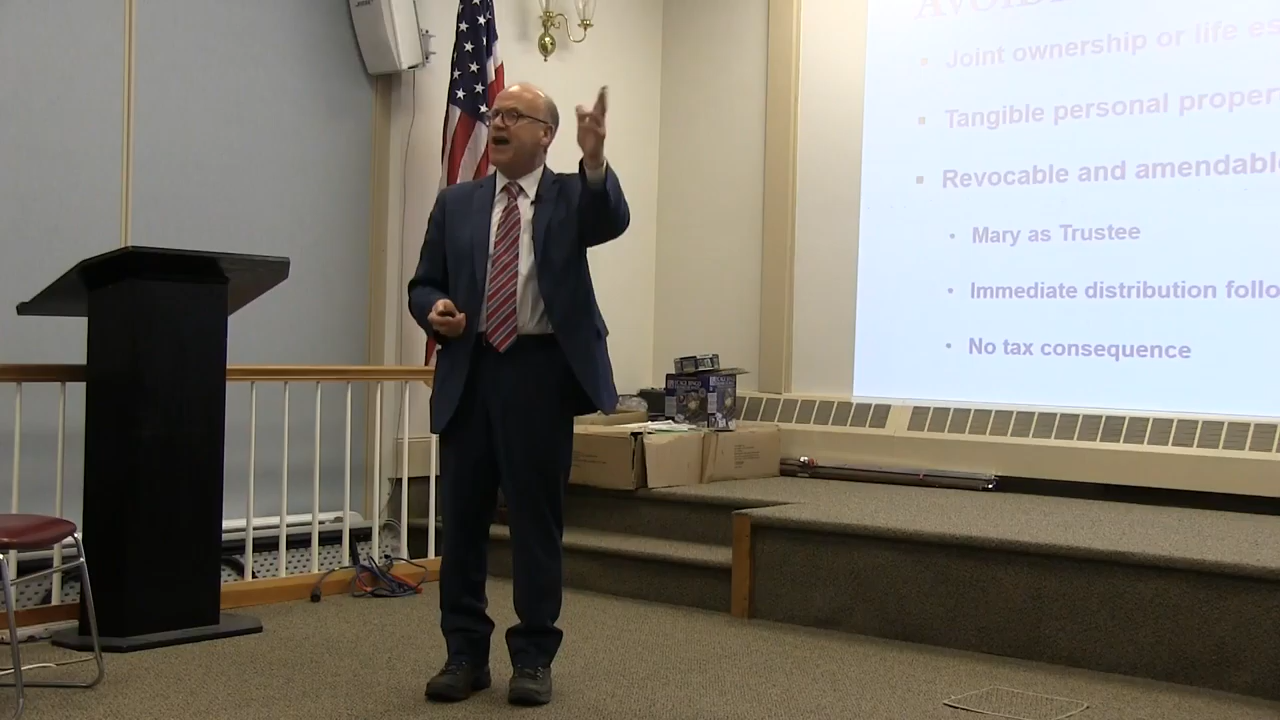 Joint ownership or life es
Tangible personal proper
Revocable and amendabl
Mary as Trustee
Immediate distribution follo
No tax consequence